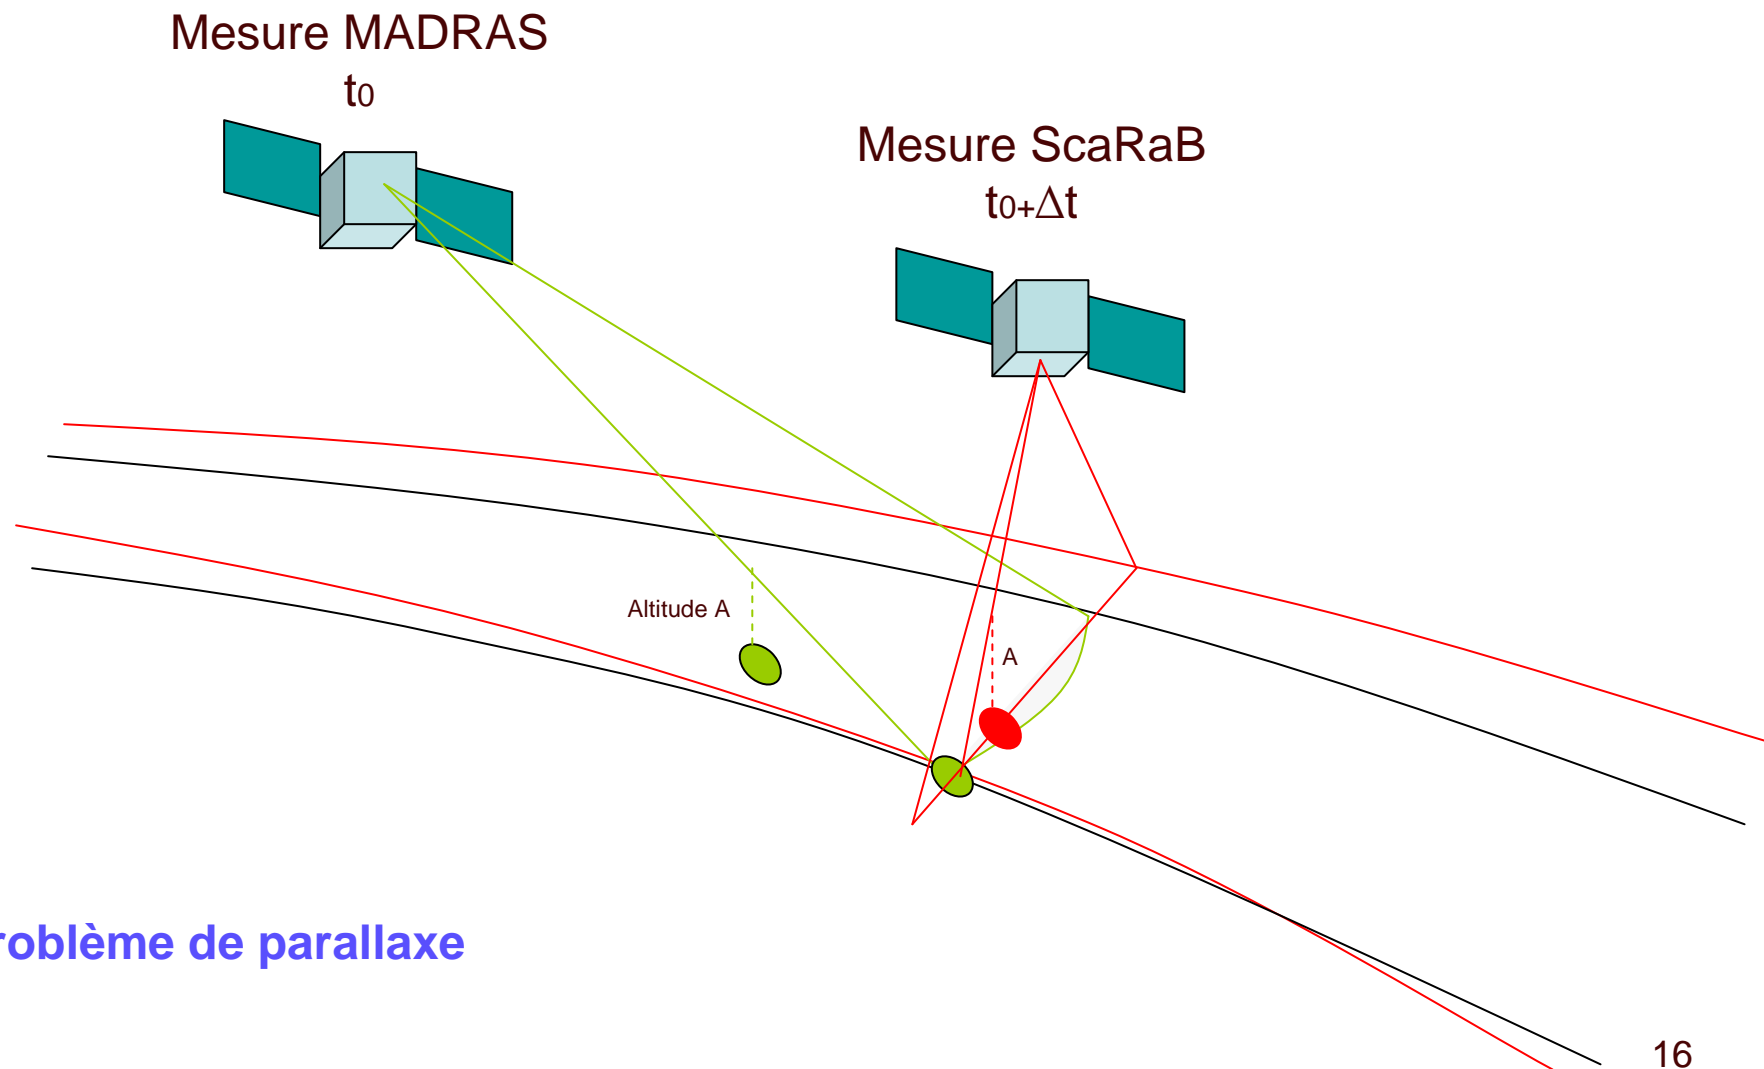 Mesure MADRAS
t0
Mesure ScaRaB
t0+Δt
Altitude A
A
roblème de parallaxe
16